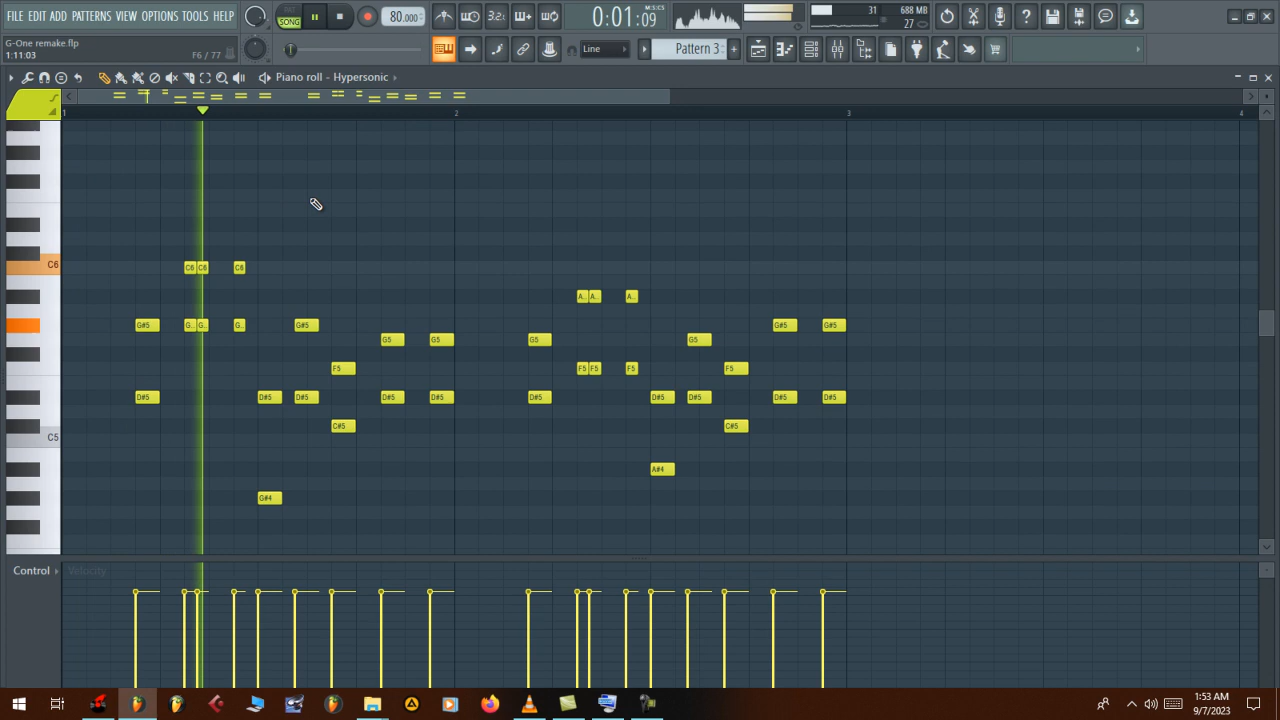 FILE EDIT ADD PATTERNS VIEW OPTIONS TOOLS HELP
PAT
SONG
80.000
3.2.
0:01:09
M:S:CS
31
688 MB
27
G-One remake.flp
1:11:03
F6 / 77
Line
Pattern 3
Piano roll - Hypersonic
1
2
3
4
C6
C6 C6 C6
A.. A.. A..
G#5 G.. G.. G.. G#5 G#5 G#5
G5 G5 G5 G5
F5 F5 F5 F5 F5
D#5 D#5 D#5 D#5 D#5 D#5 D#5 D#5 D#5 D#5
C#5 C#5
C5
A#4
G#4
Control
Velocity
1:53 AM
9/7/2023